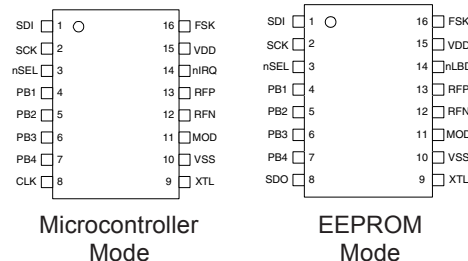 SDI 1 16 FSK
SCK 2 15 VDD
nSEL 3 14 nIRQ
PB1 4 13 RFP
PB2 5 12 RFN
PB3 6 11 MOD
PB4 7 10 VSS
CLK 8 9 XTL
Microcontroller
Mode
SDI 1 16 FSK
SCK 2 15 VDD
nSEL 3 14 nLBD
PB1 4 13 RFP
PB2 5 12 RFN
PB3 6 11 MOD
PB4 7 10 VSS
SDO 8 9 XTL
EEPROM
Mode